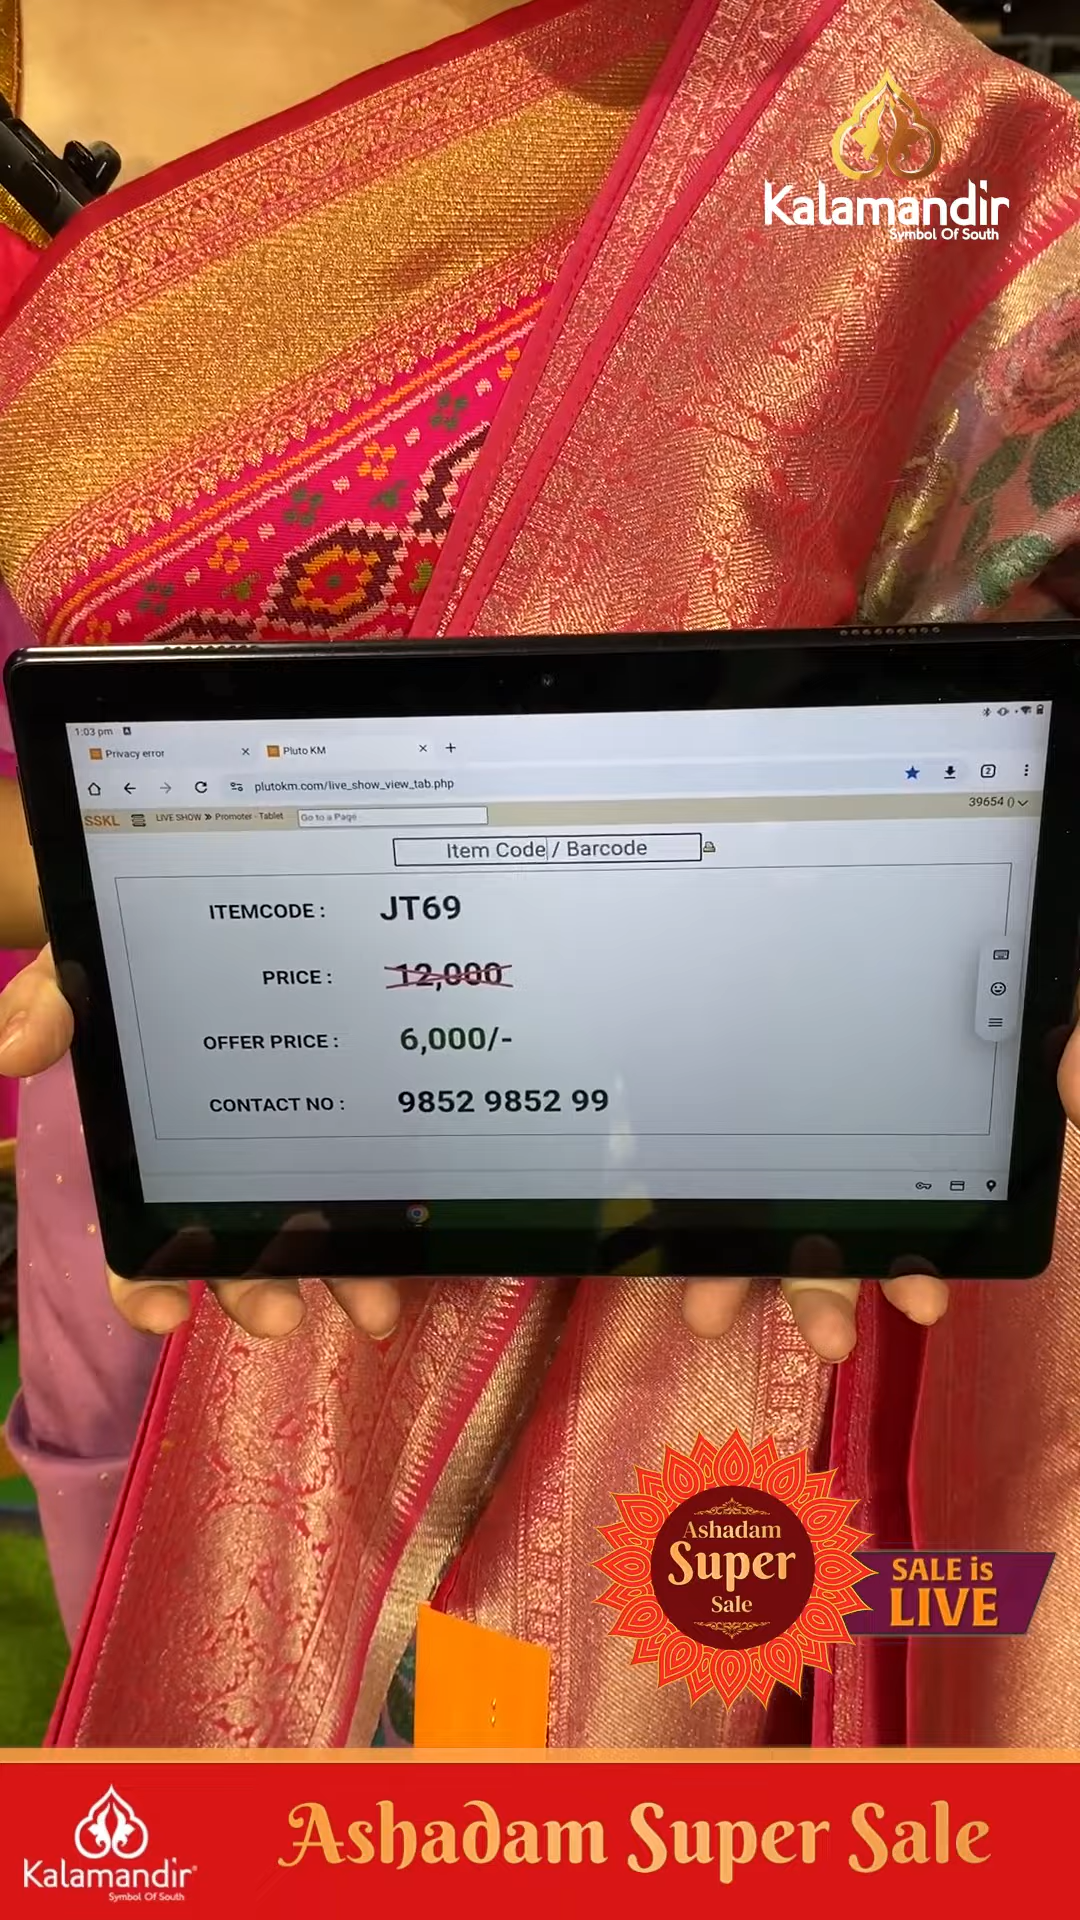 Kalamandir
Symbol Of South
1:03 pm
Privacy error
Pluto KM
plutokm.com/live_show_view_tab.php
2
SSKL
LIVE SHOW » Promoter - Tablet
Go to a Page
39654 ()
Item Code / Barcode
ITEMCODE : JT69
PRICE : 12,000
OFFER PRICE : 6,000/-
CONTACT NO : 9852 9852 99
Ashadam
Super
Sale
SALE is
LIVE
Kalamandir
Symbol Of South
Ashadam Super Sale